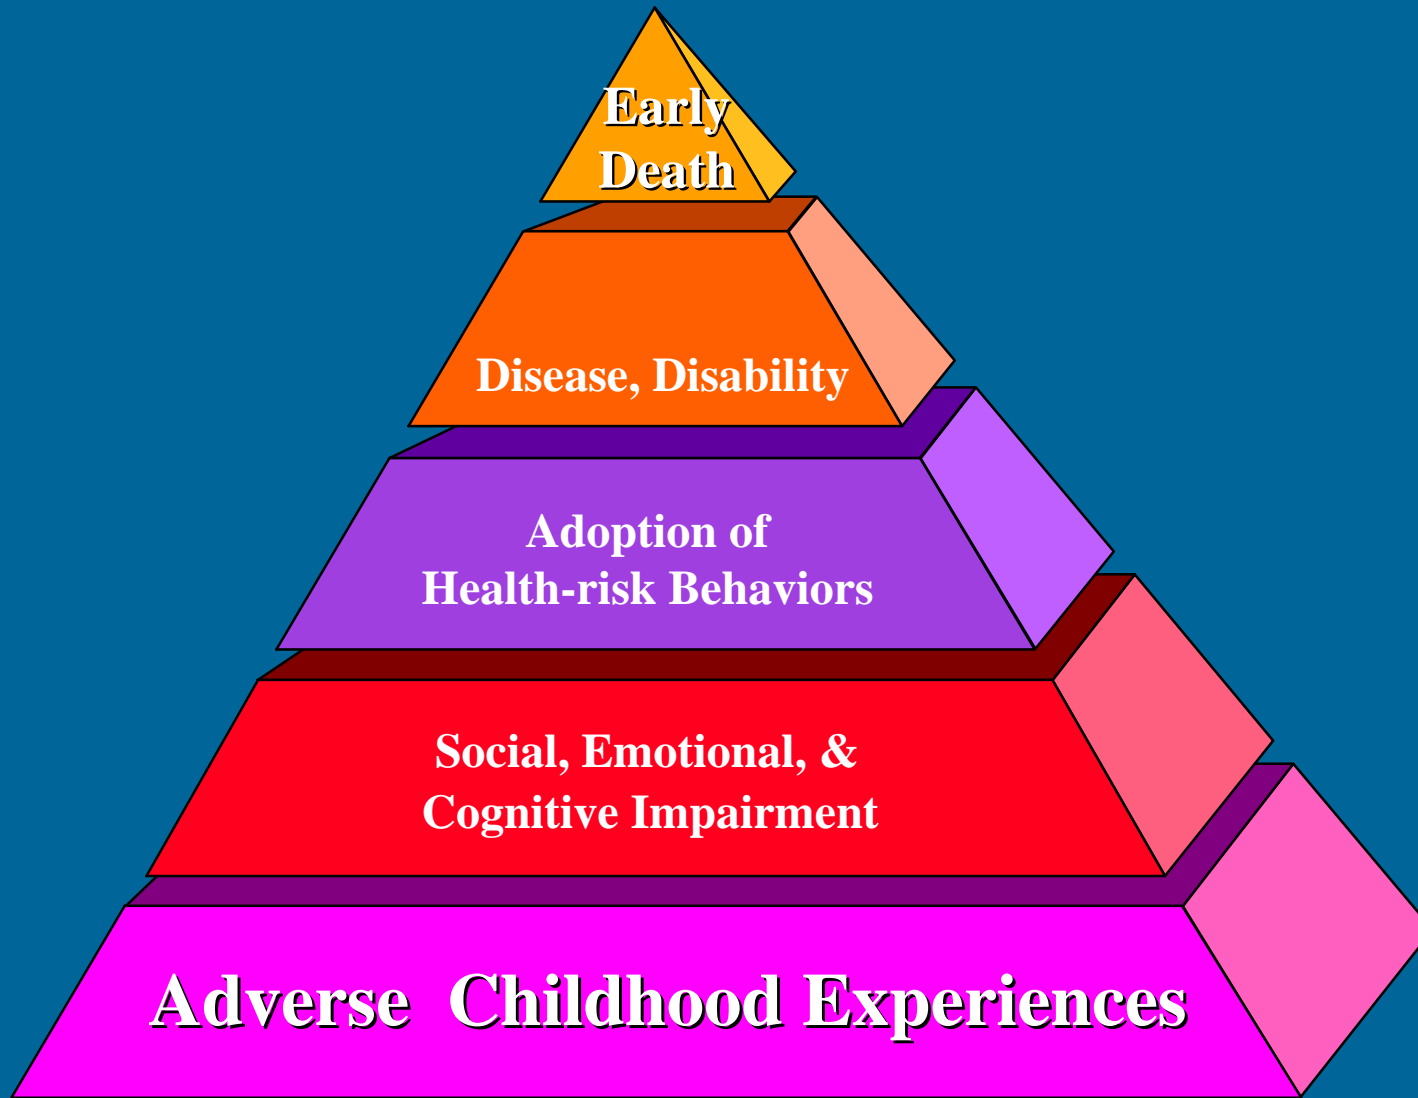 Early
Death
Disease, Disability
Adoption of
Health-risk Behaviors
Social, Emotional, &
Cognitive Impairment
Adverse Childhood Experiences